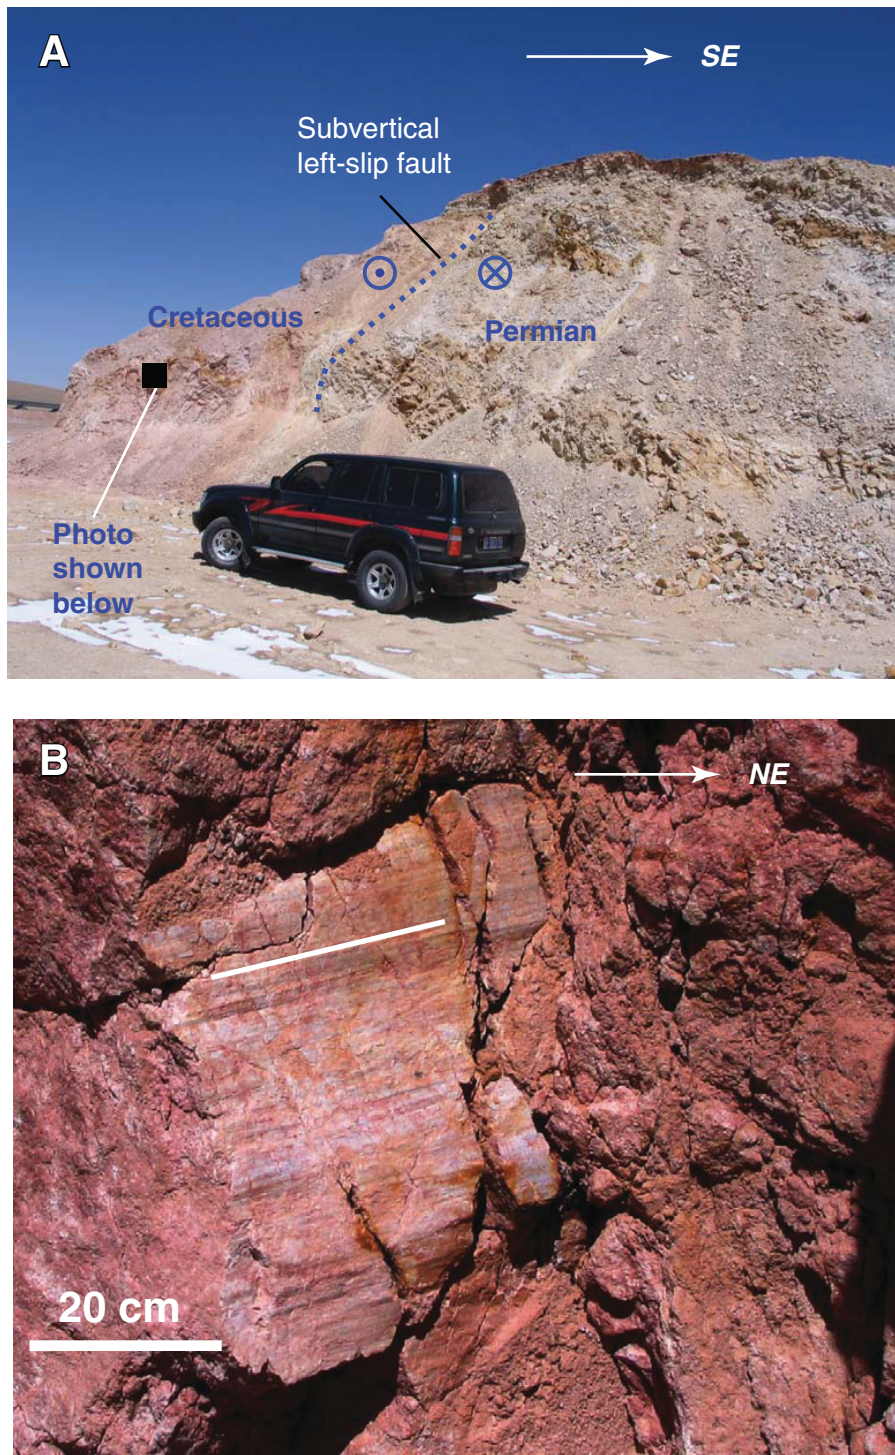 A
SE
Subvertical
left-slip fault
Cretaceous
Permian
Photo
shown
below
B
NE
20 cm